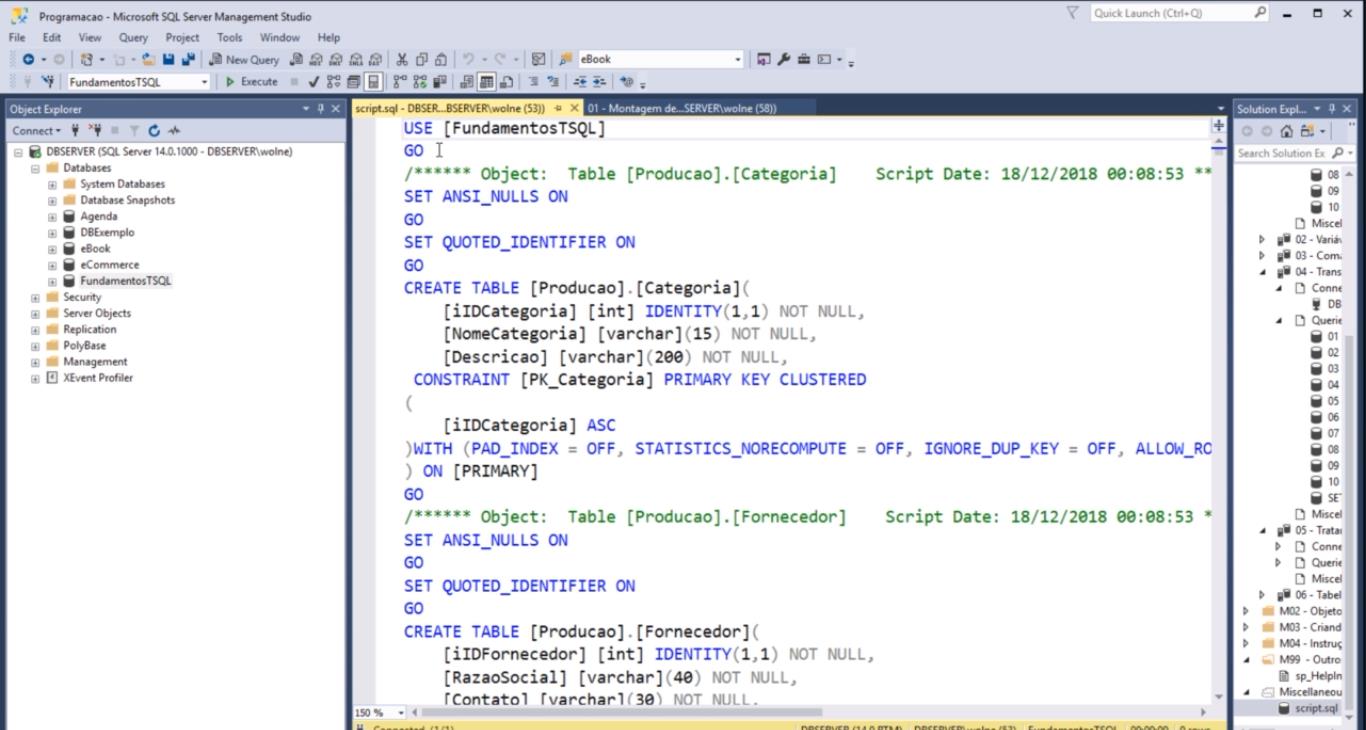 Programacao - Microsoft SQL Server Management Studio
Quick Launch (Ctrl+Q)
File Edit View Query Project Tools Window Help
New Query
eBook
FundamentosTSQL
Execute
Object Explorer
Connect
DBSERVER (SQL Server 14.0.1000 - DBSERVER\wolne)
Databases
System Databases
Database Snapshots
Agenda
DBExemplo
eBook
eCommerce
FundamentosTSQL
Security
Server Objects
Replication
PolyBase
Management
XEvent Profiler
script.sql - DBSER...BSERVER\wolne (53))
01 - Montagem de...SERVER\wolne (58))
USE [FundamentosTSQL]
GO
/****** Object:  Table [Producao].[Categoria]    Script Date: 18/12/2018 00:08:53 **
SET ANSI_NULLS ON
GO
SET QUOTED_IDENTIFIER ON
GO
CREATE TABLE [Producao].[Categoria](
[iIDCategoria] [int] IDENTITY(1,1) NOT NULL,
[NomeCategoria] [varchar](15) NOT NULL,
[Descricao] [varchar](200) NOT NULL,
CONSTRAINT [PK_Categoria] PRIMARY KEY CLUSTERED
(
[iIDCategoria] ASC
)WITH (PAD_INDEX = OFF, STATISTICS_NORECOMPUTE = OFF, IGNORE_DUP_KEY = OFF, ALLOW_RO
) ON [PRIMARY]
GO
/****** Object:  Table [Producao].[Fornecedor]    Script Date: 18/12/2018 00:08:53 *
SET ANSI_NULLS ON
GO
SET QUOTED_IDENTIFIER ON
GO
CREATE TABLE [Producao].[Fornecedor](
[iIDFornecedor] [int] IDENTITY(1,1) NOT NULL,
[RazaoSocial] [varchar](40) NOT NULL,
[Contato] [varchar](30) NOT NULL,
150 %
Connected. (1/1)
DBSERVER (14.0 RTM) DBSERVER\wolne (53) FundamentosTSQL 00:00:00 0 rows
Solution Expl...
Search Solution Ex
08
09
10
Miscel
02 - Variáv
03 - Coma
04 - Trans
Conne
DB
Querie
01
02
03
04
05
06
07
08
09
10
SE
Miscel
05 - Tratar
Conne
Querie
Miscel
06 - Tabel
M02 - Objeto
M03 - Criand
M04 - Instruç
M99 - Outro
sp_HelpIn
Miscellaneou
script.sql